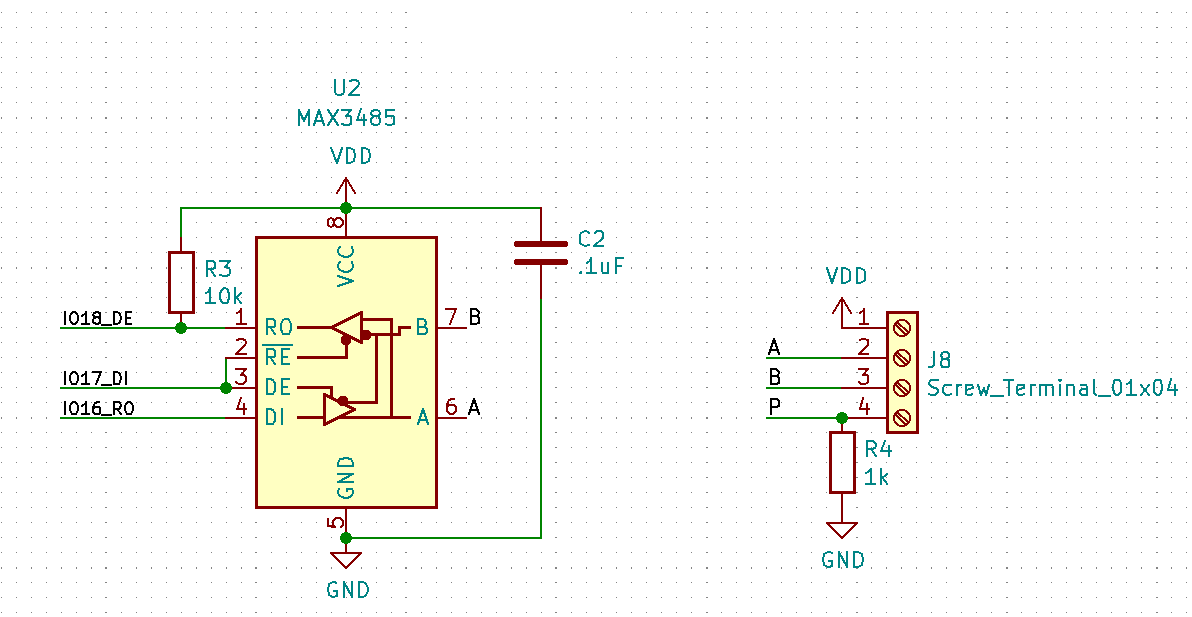 U2
MAX3485
VDD
8
VCC
R3
10k
C2
.1uF
IO18_DE
1
RO
B
7
B
2
RE
IO17_DI
3
DE
IO16_RO
4
DI
A
6
A
GND
5
GND
VDD
1
A
2
B
3
P
4
J8
Screw_Terminal_01x04
R4
1k
GND